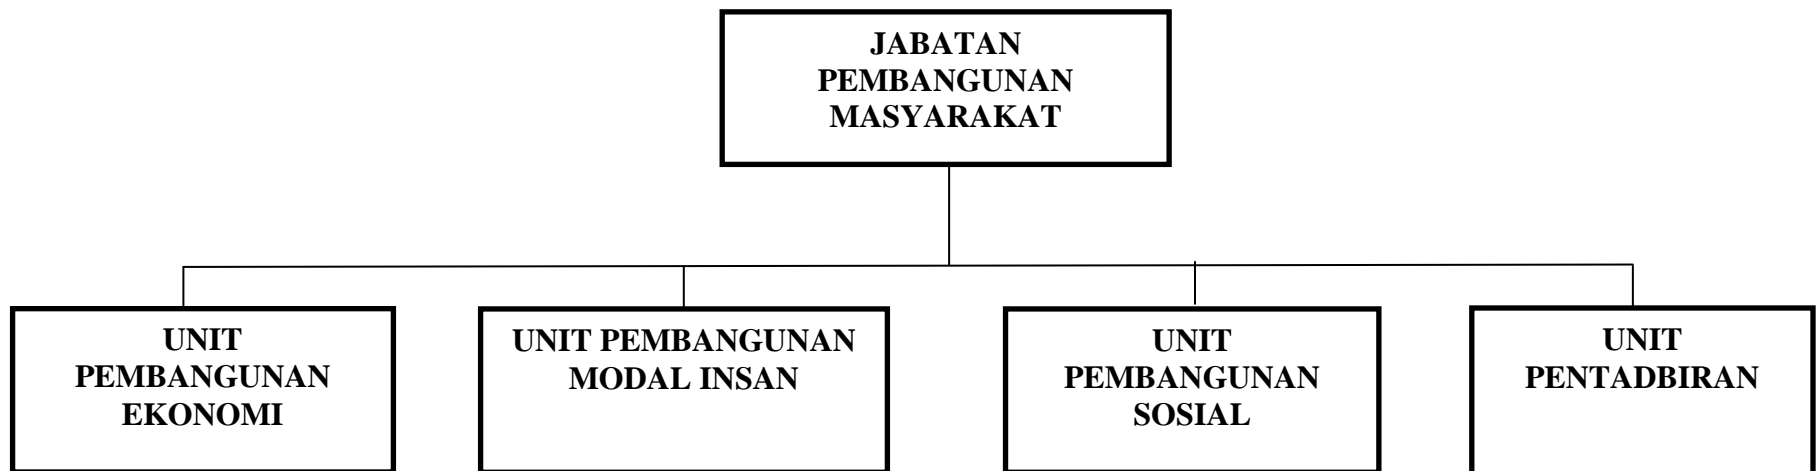 JABATAN
PEMBANGUNAN
MASYARAKAT
UNIT
PEMBANGUNAN
EKONOMI
UNIT PEMBANGUNAN
MODAL INSAN
UNIT
PEMBANGUNAN
SOSIAL
UNIT
PENTADBIRAN